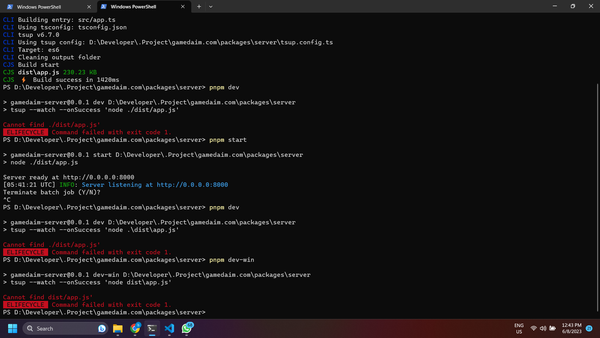 Windows PowerShell
Windows PowerShell
CLI Building entry: src/app.ts
CLI Using tsconfig: tsconfig.json
CLI tsup v6.7.0
CLI Using tsup config: D:\Developer\.Project\gamedaim.com\packages\server\tsup.config.ts
CLI Target: es6
CLI Cleaning output folder
CJS Build start
CJS dist\app.js 230.23 KB
CJS ⚡ Build success in 1420ms
PS D:\Developer\.Project\gamedaim.com\packages\server> pnpm dev
> gamedaim-server@0.0.1 dev D:\Developer\.Project\gamedaim.com\packages\server
> tsup --watch --onSuccess 'node ./dist/app.js'
Cannot find ./dist/app.js'
ELIFECYCLE Command failed with exit code 1.
PS D:\Developer\.Project\gamedaim.com\packages\server> pnpm start
> gamedaim-server@0.0.1 start D:\Developer\.Project\gamedaim.com\packages\server
> node ./dist/app.js
Server ready at http://0.0.0.0:8000
[05:41:21 UTC] INFO: Server listening at http://0.0.0.0:8000
Terminate batch job (Y/N)?
^C
PS D:\Developer\.Project\gamedaim.com\packages\server> pnpm dev
> gamedaim-server@0.0.1 dev D:\Developer\.Project\gamedaim.com\packages\server
> tsup --watch --onSuccess 'node .\dist\app.js'
Cannot find ./dist/app.js'
ELIFECYCLE Command failed with exit code 1.
PS D:\Developer\.Project\gamedaim.com\packages\server> pnpm dev-win
> gamedaim-server@0.0.1 dev-win D:\Developer\.Project\gamedaim.com\packages\server
> tsup --watch --onSuccess 'node dist\app.js'
Cannot find dist/app.js'
ELIFECYCLE Command failed with exit code 1.
PS D:\Developer\.Project\gamedaim.com\packages\server>
Search
ENG
US
12:43 PM
6/8/2023